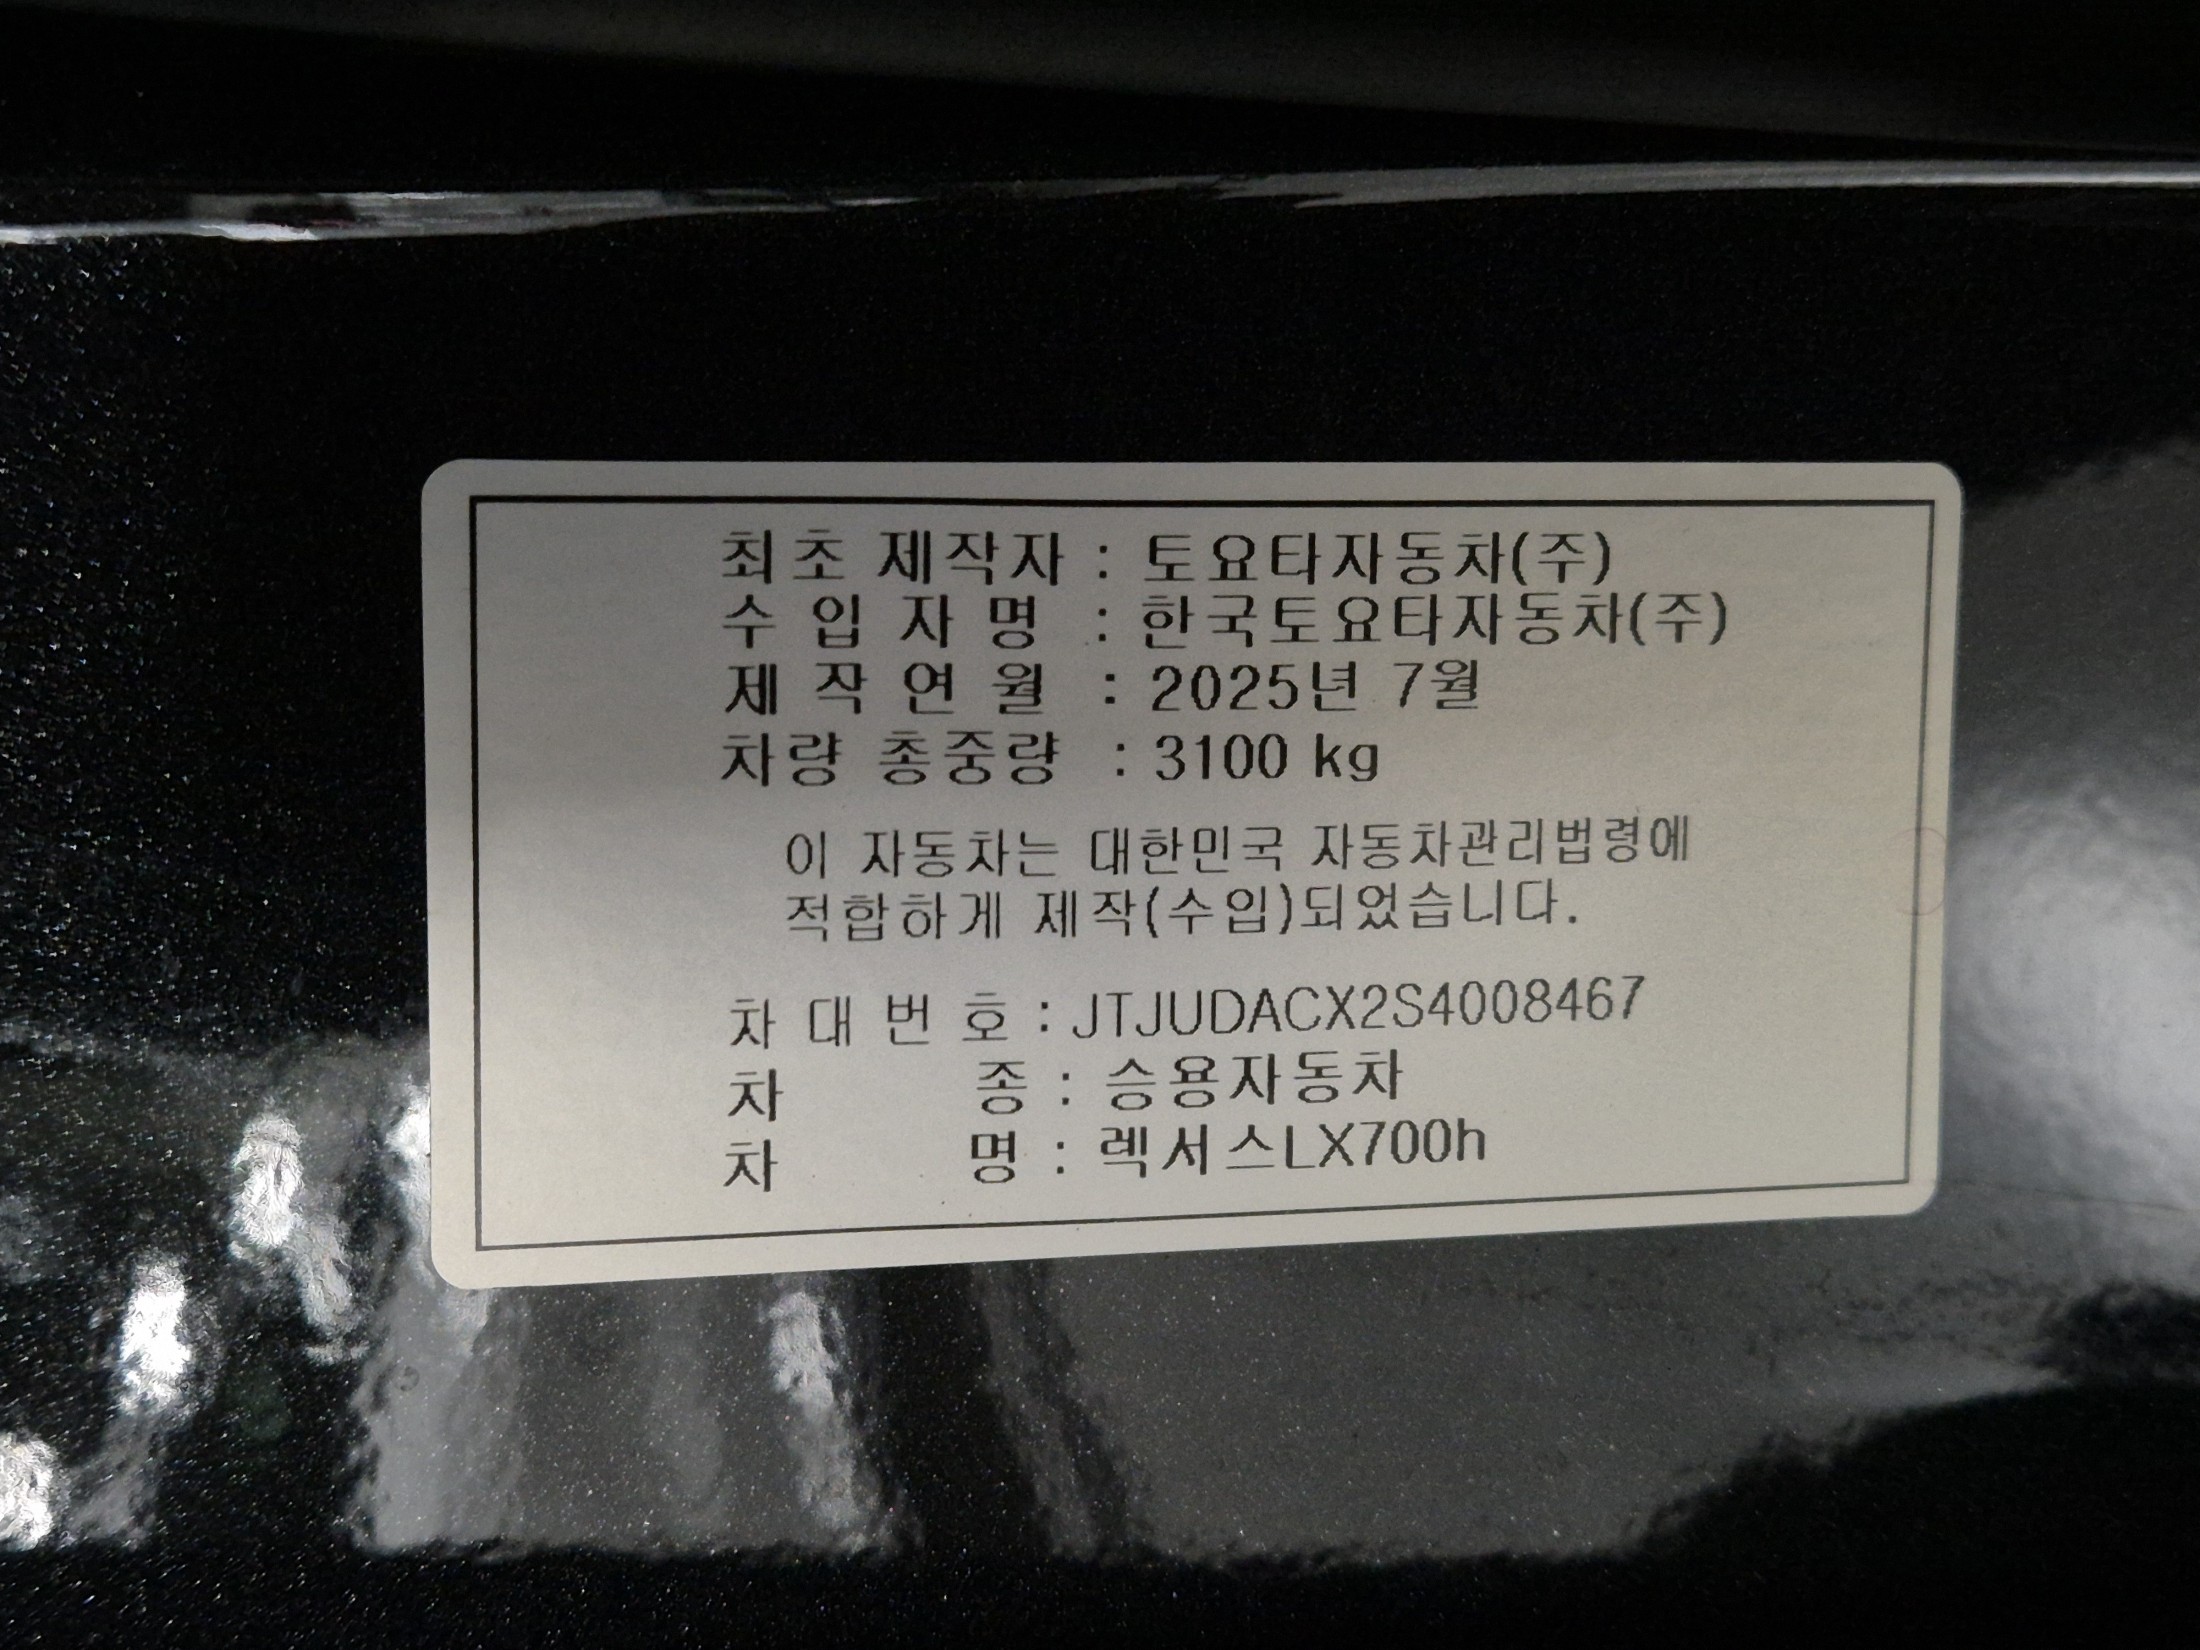 최초 제작자 : 토요타자동차(주)
수입자명 : 한국토요타자동차(주)
제작연월 : 2025년 7월
차량 총중량 : 3100 kg
이 자동차는 대한민국 자동차관리법령에
적합하게 제작(수입)되었습니다.
차대번호 : JTJUDACX2S4008467
차종 : 승용자동차
차명 : 렉서스LX700h